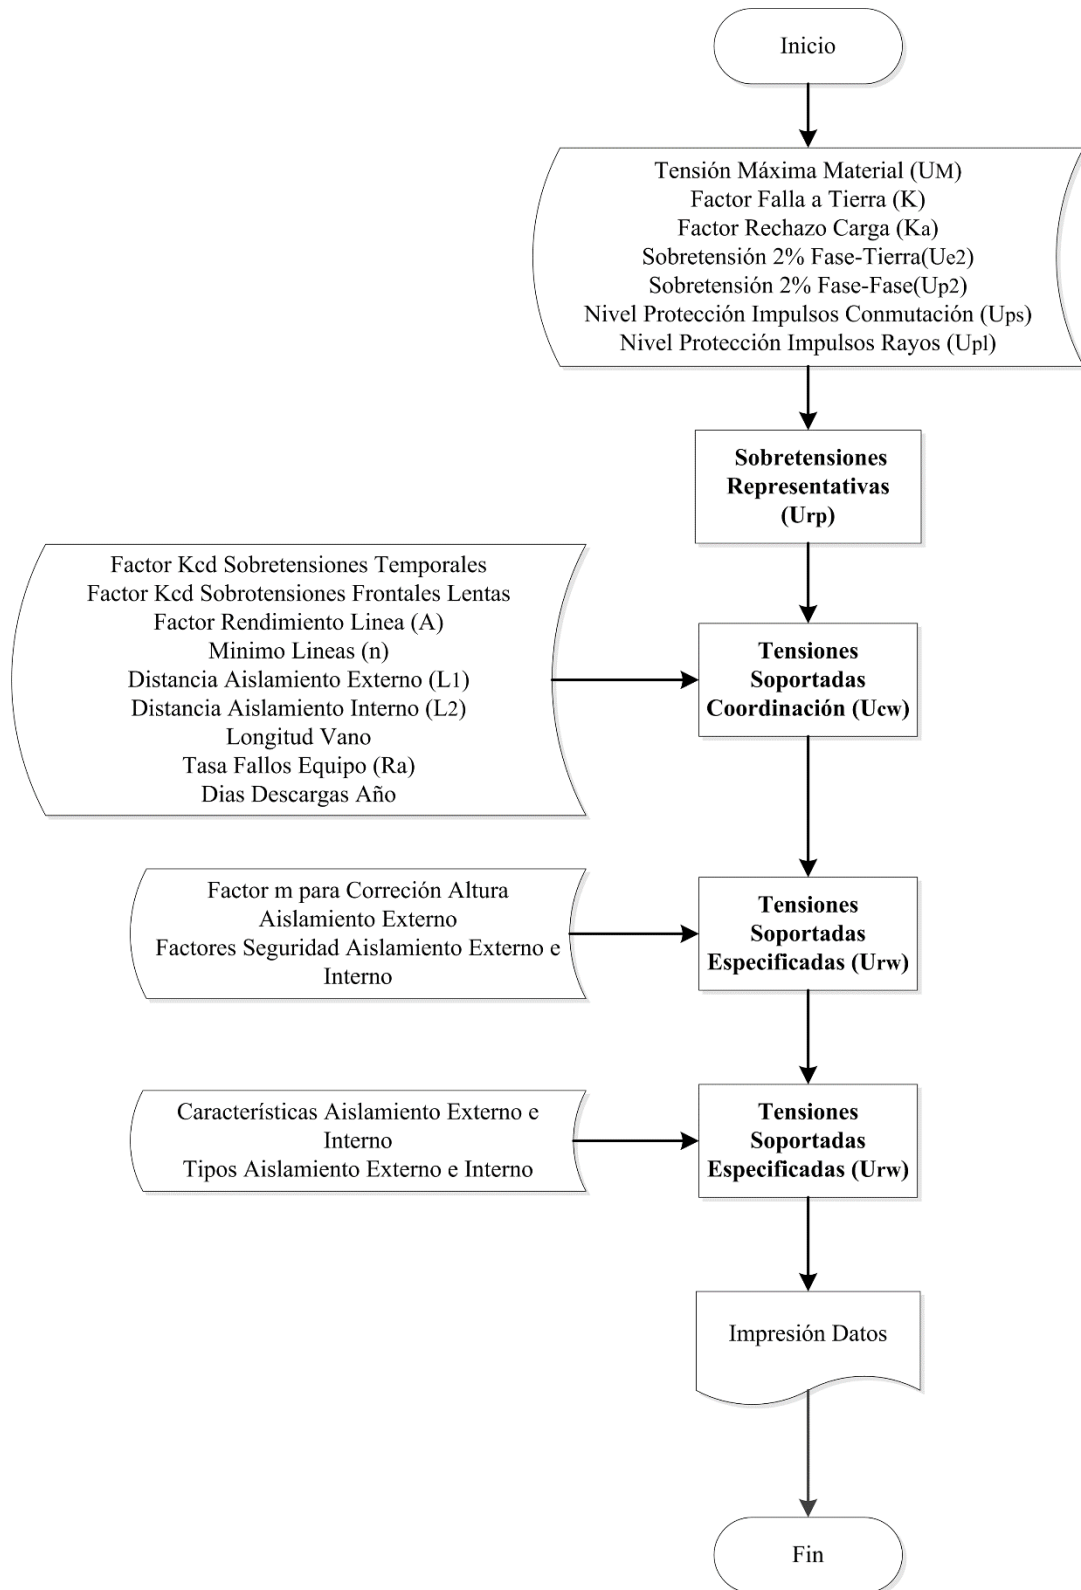 Inicio
Tensión Máxima Material (UM)
Factor Falla a Tierra (K)
Factor Rechazo Carga (Ka)
Sobretensión 2% Fase-Tierra(Ue2)
Sobretensión 2% Fase-Fase(Up2)
Nivel Protección Impulsos Conmutación (Ups)
Nivel Protección Impulsos Rayos (Upl)
Sobretensiones
Representativas
(Urp)
Factor Kcd Sobretensiones Temporales
Factor Kcd Sobrotensiones Frontales Lentas
Factor Rendimiento Linea (A)
Minimo Lineas (n)
Distancia Aislamiento Externo (L1)
Distancia Aislamiento Interno (L2)
Longitud Vano
Tasa Fallos Equipo (Ra)
Dias Descargas Año
Tensiones
Soportadas
Coordinación (Ucw)
Factor m para Correción Altura
Aislamiento Externo
Factores Seguridad Aislamiento Externo e
Interno
Tensiones
Soportadas
Especificadas (Urw)
Característícas Aislamiento Externo e
Interno
Tipos Aislamiento Externo e Interno
Tensiones
Soportadas
Especificadas (Urw)
Impresión Datos
Fin